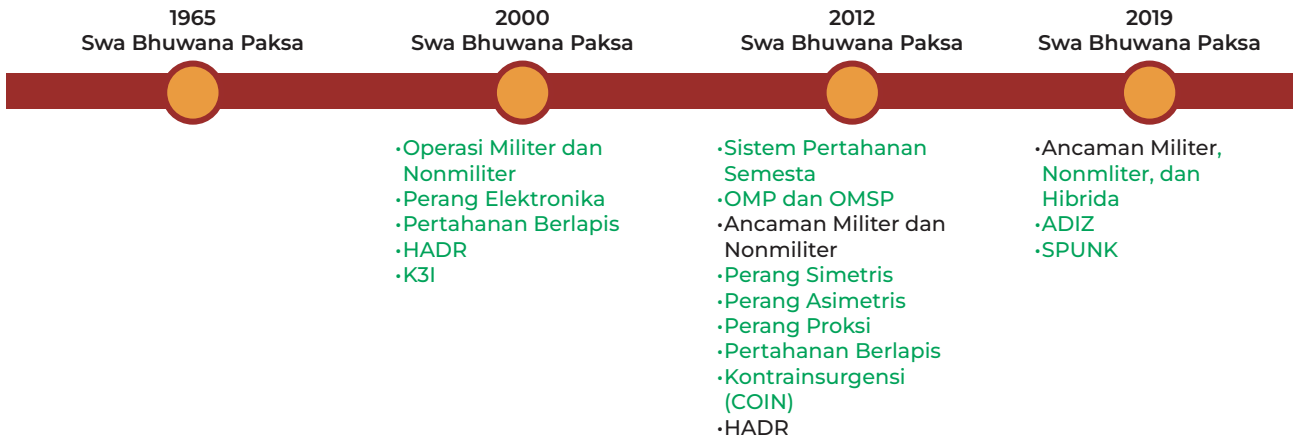 1965
Swa Bhuwana Paksa
2000
Swa Bhuwana Paksa
2012
Swa Bhuwana Paksa
2019
Swa Bhuwana Paksa
·Operasi Militer dan
Nonmiliter
·Perang Elektronika
·Pertahanan Berlapis
·HADR
·K3I
·Sistem Pertahanan
Semesta
·OMP dan OMSP
·Ancaman Militer dan
Nonmiliter
·Perang Simetris
·Perang Asimetris
·Perang Proksi
·Pertahanan Berlapis
·Kontrainsurgensi
(COIN)
·HADR
·Ancaman Militer,
Nonmliter, dan
Hibrida
·ADIZ
·SPUNK